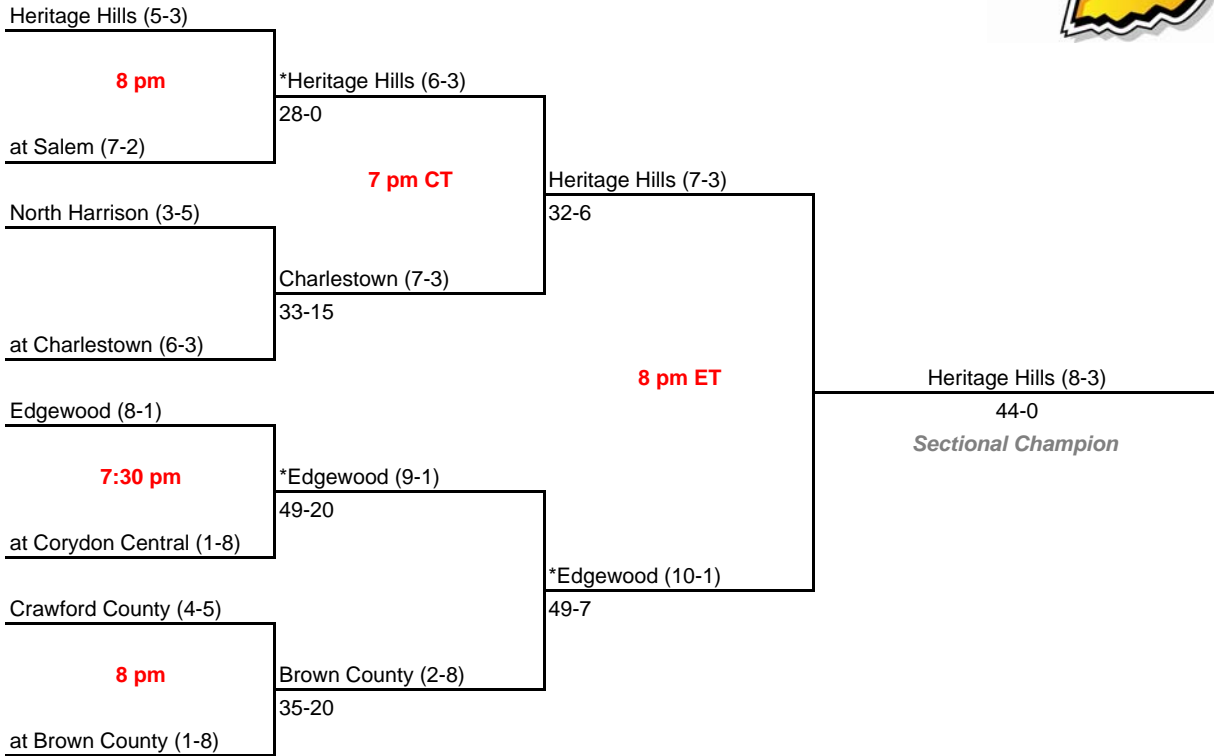 Heritage Hills (5-3)
8 pm
*Heritage Hills (6-3)
28-0
at Salem (7-2)
7 pm CT
Heritage Hills (7-3)
32-6
North Harrison (3-5)
Charlestown (7-3)
33-15
at Charlestown (6-3)
8 pm ET
Heritage Hills (8-3)
44-0
Sectional Champion
Edgewood (8-1)
7:30 pm
*Edgewood (9-1)
49-20
at Corydon Central (1-8)
*Edgewood (10-1)
49-7
Crawford County (4-5)
8 pm
Brown County (2-8)
35-20
at Brown County (1-8)